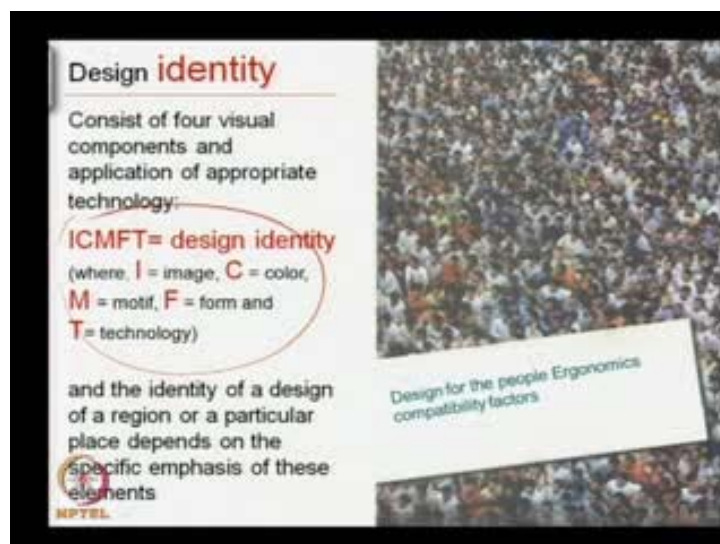 Design identity
Consist of four visual
components and
application of appropriate
technology:
ICMFT= design identity
(where, I = image, C = color,
M = motif, F = form and
T= technology)
and the identity of a design
of a region or a particular
place depends on the
specific emphasis of these
elements
NPTEL
Design for the people Ergonomics
compatibility factors